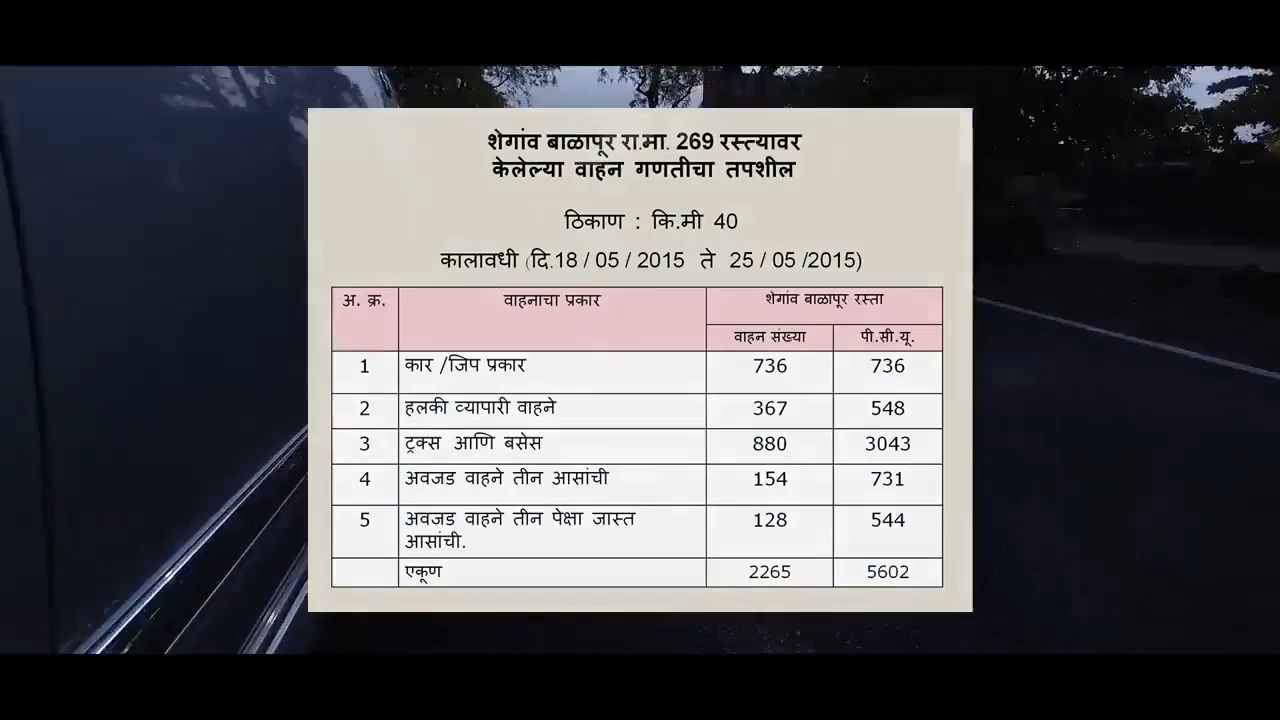 शेगांव बाळापूर रा.मा. 269 रस्त्यावर
केलेल्या वाहन गणतीचा तपशील
ठिकाण : कि.मी 40
कालावधी (दि.18 / 05 / 2015 ते 25 / 05 /2015)
अ. क्र. वाहनाचा प्रकार शेगांव बाळापूर रस्ता
वाहन संख्या पी.सी.यू.
1 कार /जिप प्रकार 736 736
2 हलकी व्यापारी वाहने 367 548
3 ट्रक्स आणि बसेस 880 3043
4 अवजड वाहने तीन आसांची 154 731
5 अवजड वाहने तीन पेक्षा जास्त 128 544
आसांची.
एकूण 2265 5602